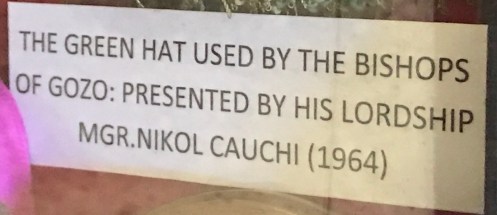 THE GREEN HAT USED BY THE BISHOPS
OF GOZO: PRESENTED BY HIS LORDSHIP
MGR.NIKOL CAUCHI (1964)